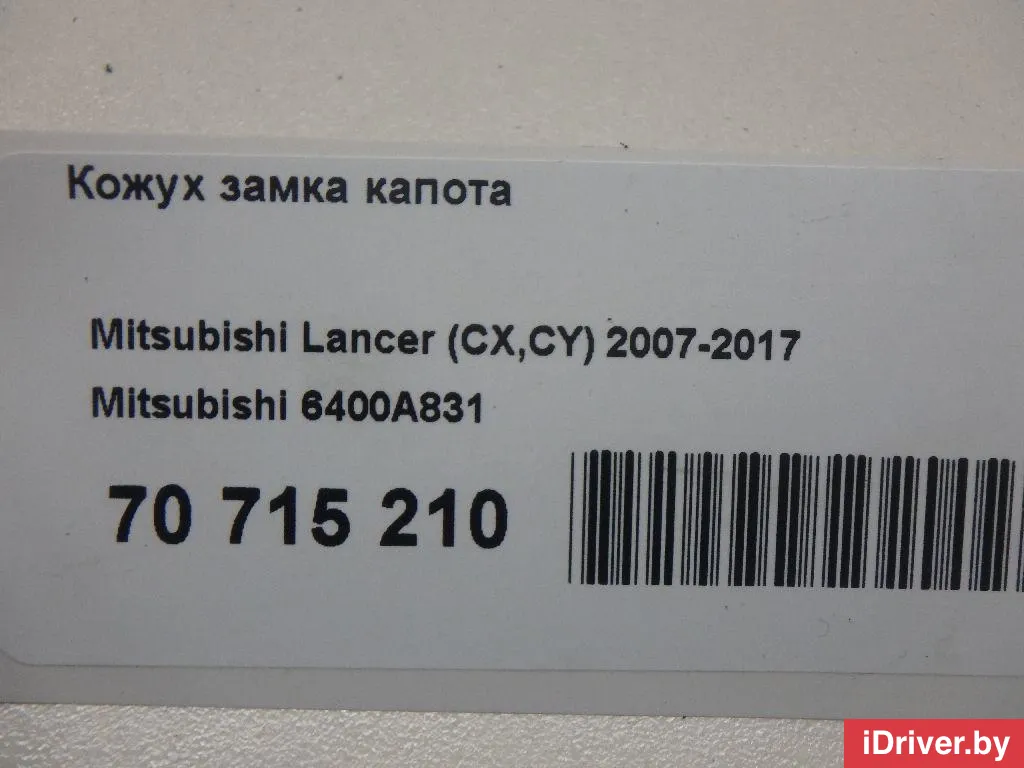 Кожух замка капота
Mitsubishi Lancer (CX,CY) 2007-2017
Mitsubishi 6400A831
70 715 210
iDriver.by